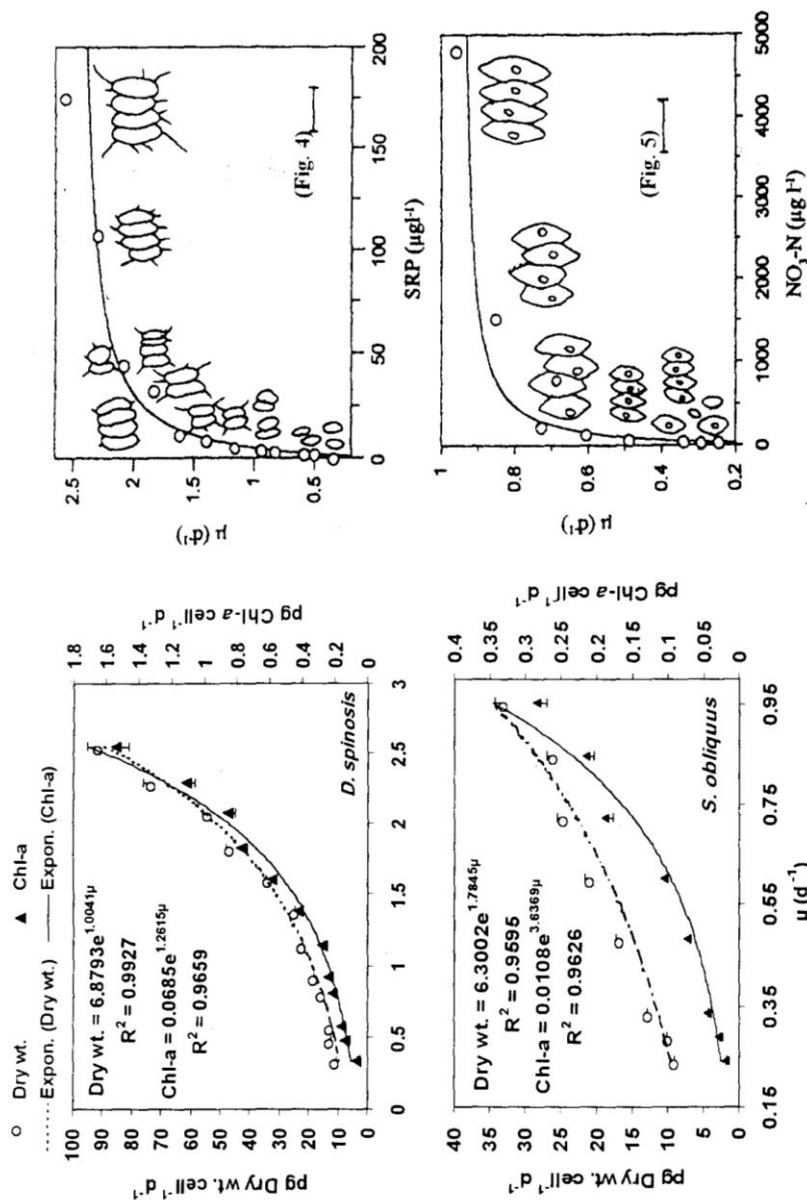 ○ Dry wt. ▲ Chl-a
Expon. (Dry wt.) Expon. (Chl-a)
pg Dry wt. cell⁻¹ d⁻¹
100
90
80
70
60
50
40
30
20
10
0
Dry wt. = 6.8793e^1.0041µ
R² = 0.9927
Chl-a = 0.0685e^1.2615µ
R² = 0.9659
D. spinosis
0 0.5 1 1.5 2 2.5 3
1.8
1.6
1.4
1.2
1
0.8
0.6
0.4
0.2
0
pg Chl-a cell⁻¹ d⁻¹
µ (d⁻¹)
2.5
2
1.5
1
0.5
(Fig. 4)
0 50 100 150 200
SRP (µgl⁻¹)
pg Dry wt. cell⁻¹ d⁻¹
40
35
30
25
20
15
10
5
0
Dry wt. = 6.3002e^1.7845µ
R² = 0.9595
Chl-a = 0.0108e^3.6369µ
R² = 0.9626
S. obliquus
0.15 0.35 0.55 0.75 0.95
µ (d⁻¹)
0.4
0.35
0.3
0.25
0.2
0.15
0.1
0.05
0
pg Chl-a cell⁻¹ d⁻¹
µ (d⁻¹)
1
0.8
0.6
0.4
0.2
(Fig. 5)
0 1000 2000 3000 4000 5000
NO₃-N (µg l⁻¹)